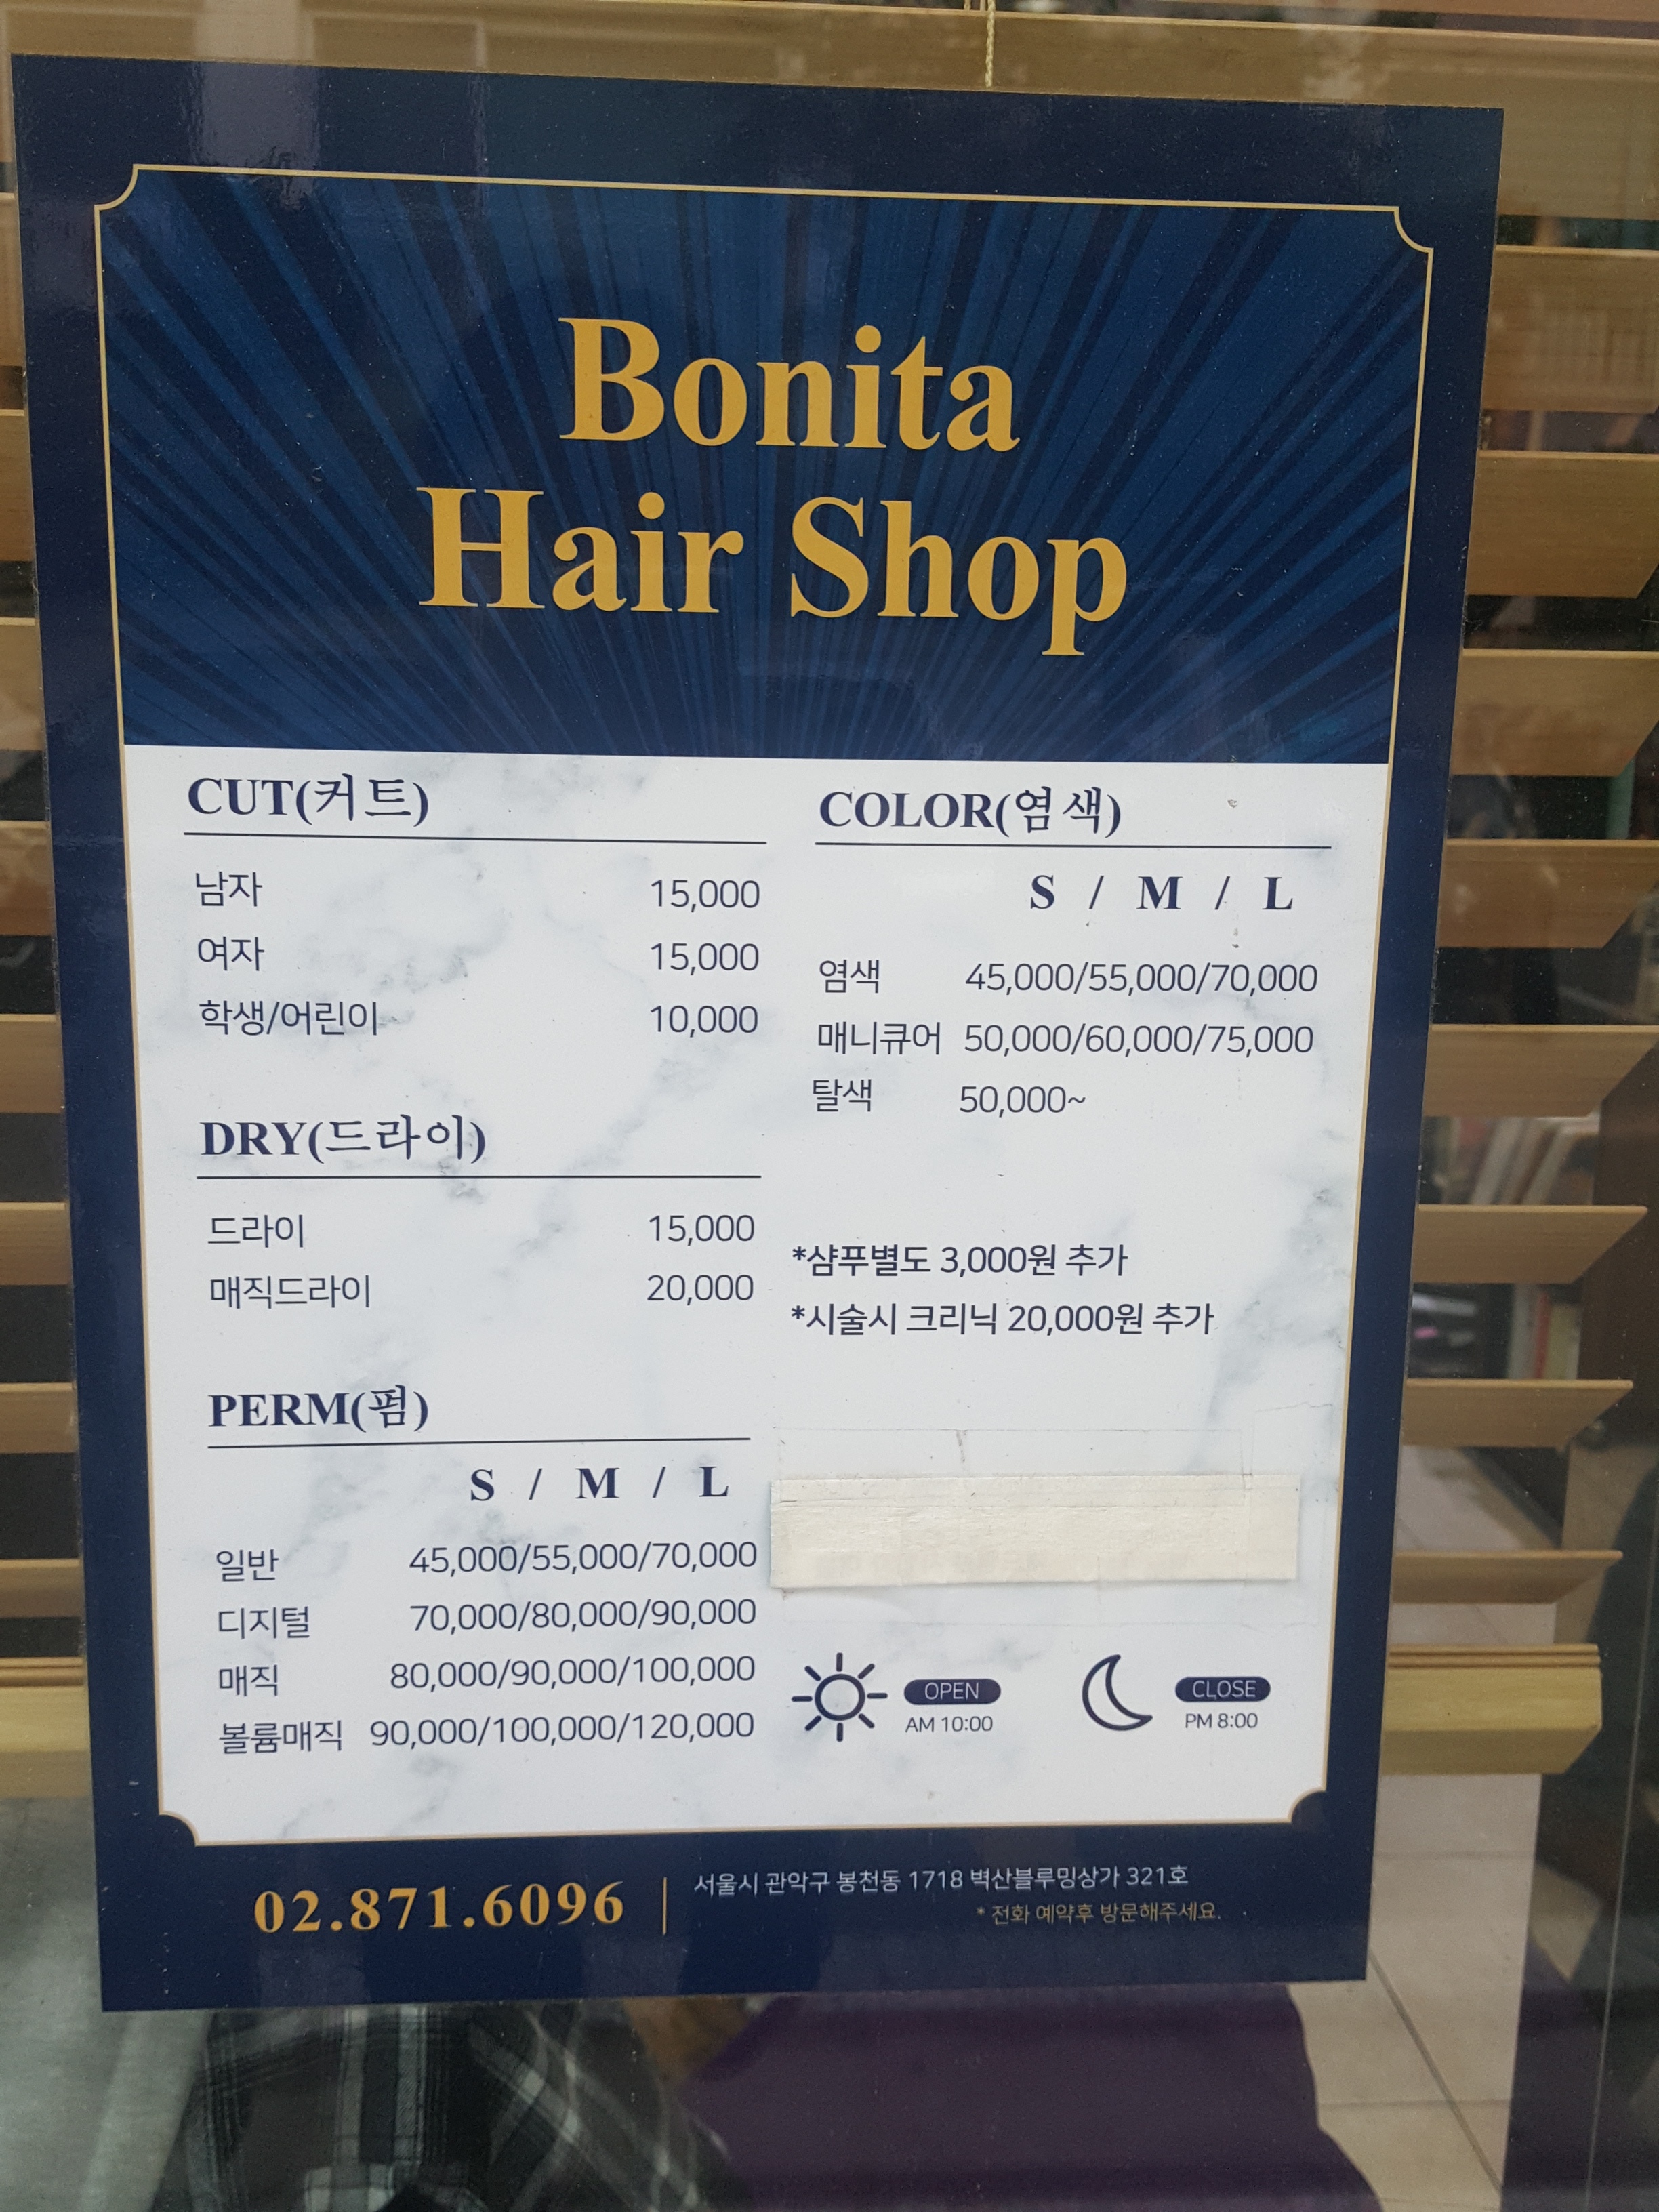 Bonita
Hair Shop
CUT(커트)
남자 15,000
여자 15,000
학생/어린이 10,000
DRY(드라이)
드라이 15,000
매직드라이 20,000
PERM(펌)
S / M / L
일반 45,000/55,000/70,000
디지털 70,000/80,000/90,000
매직 80,000/90,000/100,000
볼륨매직 90,000/100,000/120,000
COLOR(염색)
S / M / L
염색 45,000/55,000/70,000
매니큐어 50,000/60,000/75,000
탈색 50,000~
*샴푸별도 3,000원 추가
*시술시 크리닉 20,000원 추가
OPEN
AM 10:00
CLOSE
PM 8:00
02.871.6096
서울시 관악구 봉천동 1718 벽산블루밍상가 321호
* 전화 예약후 방문해주세요.